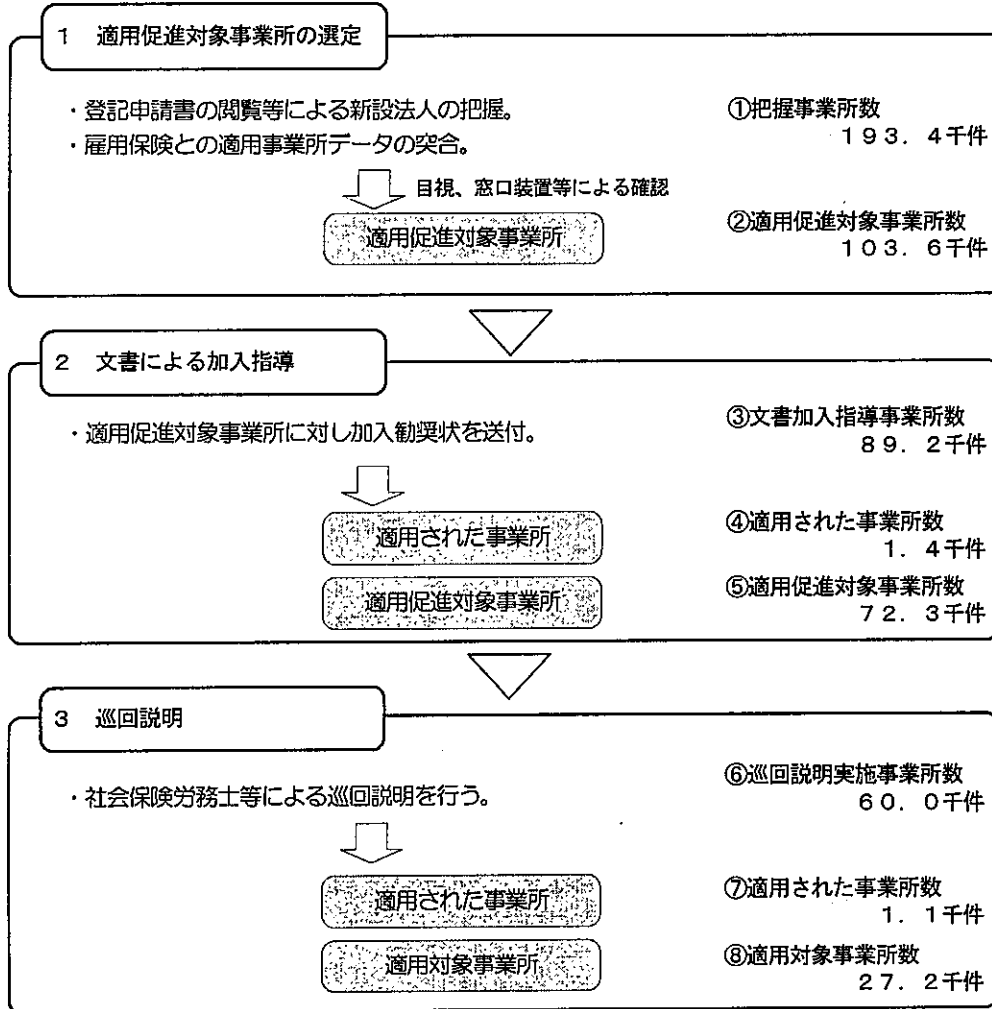 １　適用促進対象事業所の選定
・登記申請書の閲覧等による新設法人の把握。
・雇用保険との適用事業所データの突合。
①把握事業所数
１９３．４千件
目視、窓口装置等による確認
適用促進対象事業所
②適用促進対象事業所数
１０３．６千件
２　文書による加入指導
・適用促進対象事業所に対し加入勧奨状を送付。
③文書加入指導事業所数
８９．２千件
適用された事業所
④適用された事業所数
１．４千件
適用促進対象事業所
⑤適用促進対象事業所数
７２．３千件
３　巡回説明
・社会保険労務士等による巡回説明を行う。
⑥巡回説明実施事業所数
６０．０千件
適用された事業所
⑦適用された事業所数
１．１千件
適用対象事業所
⑧適用対象事業所数
２７．２千件